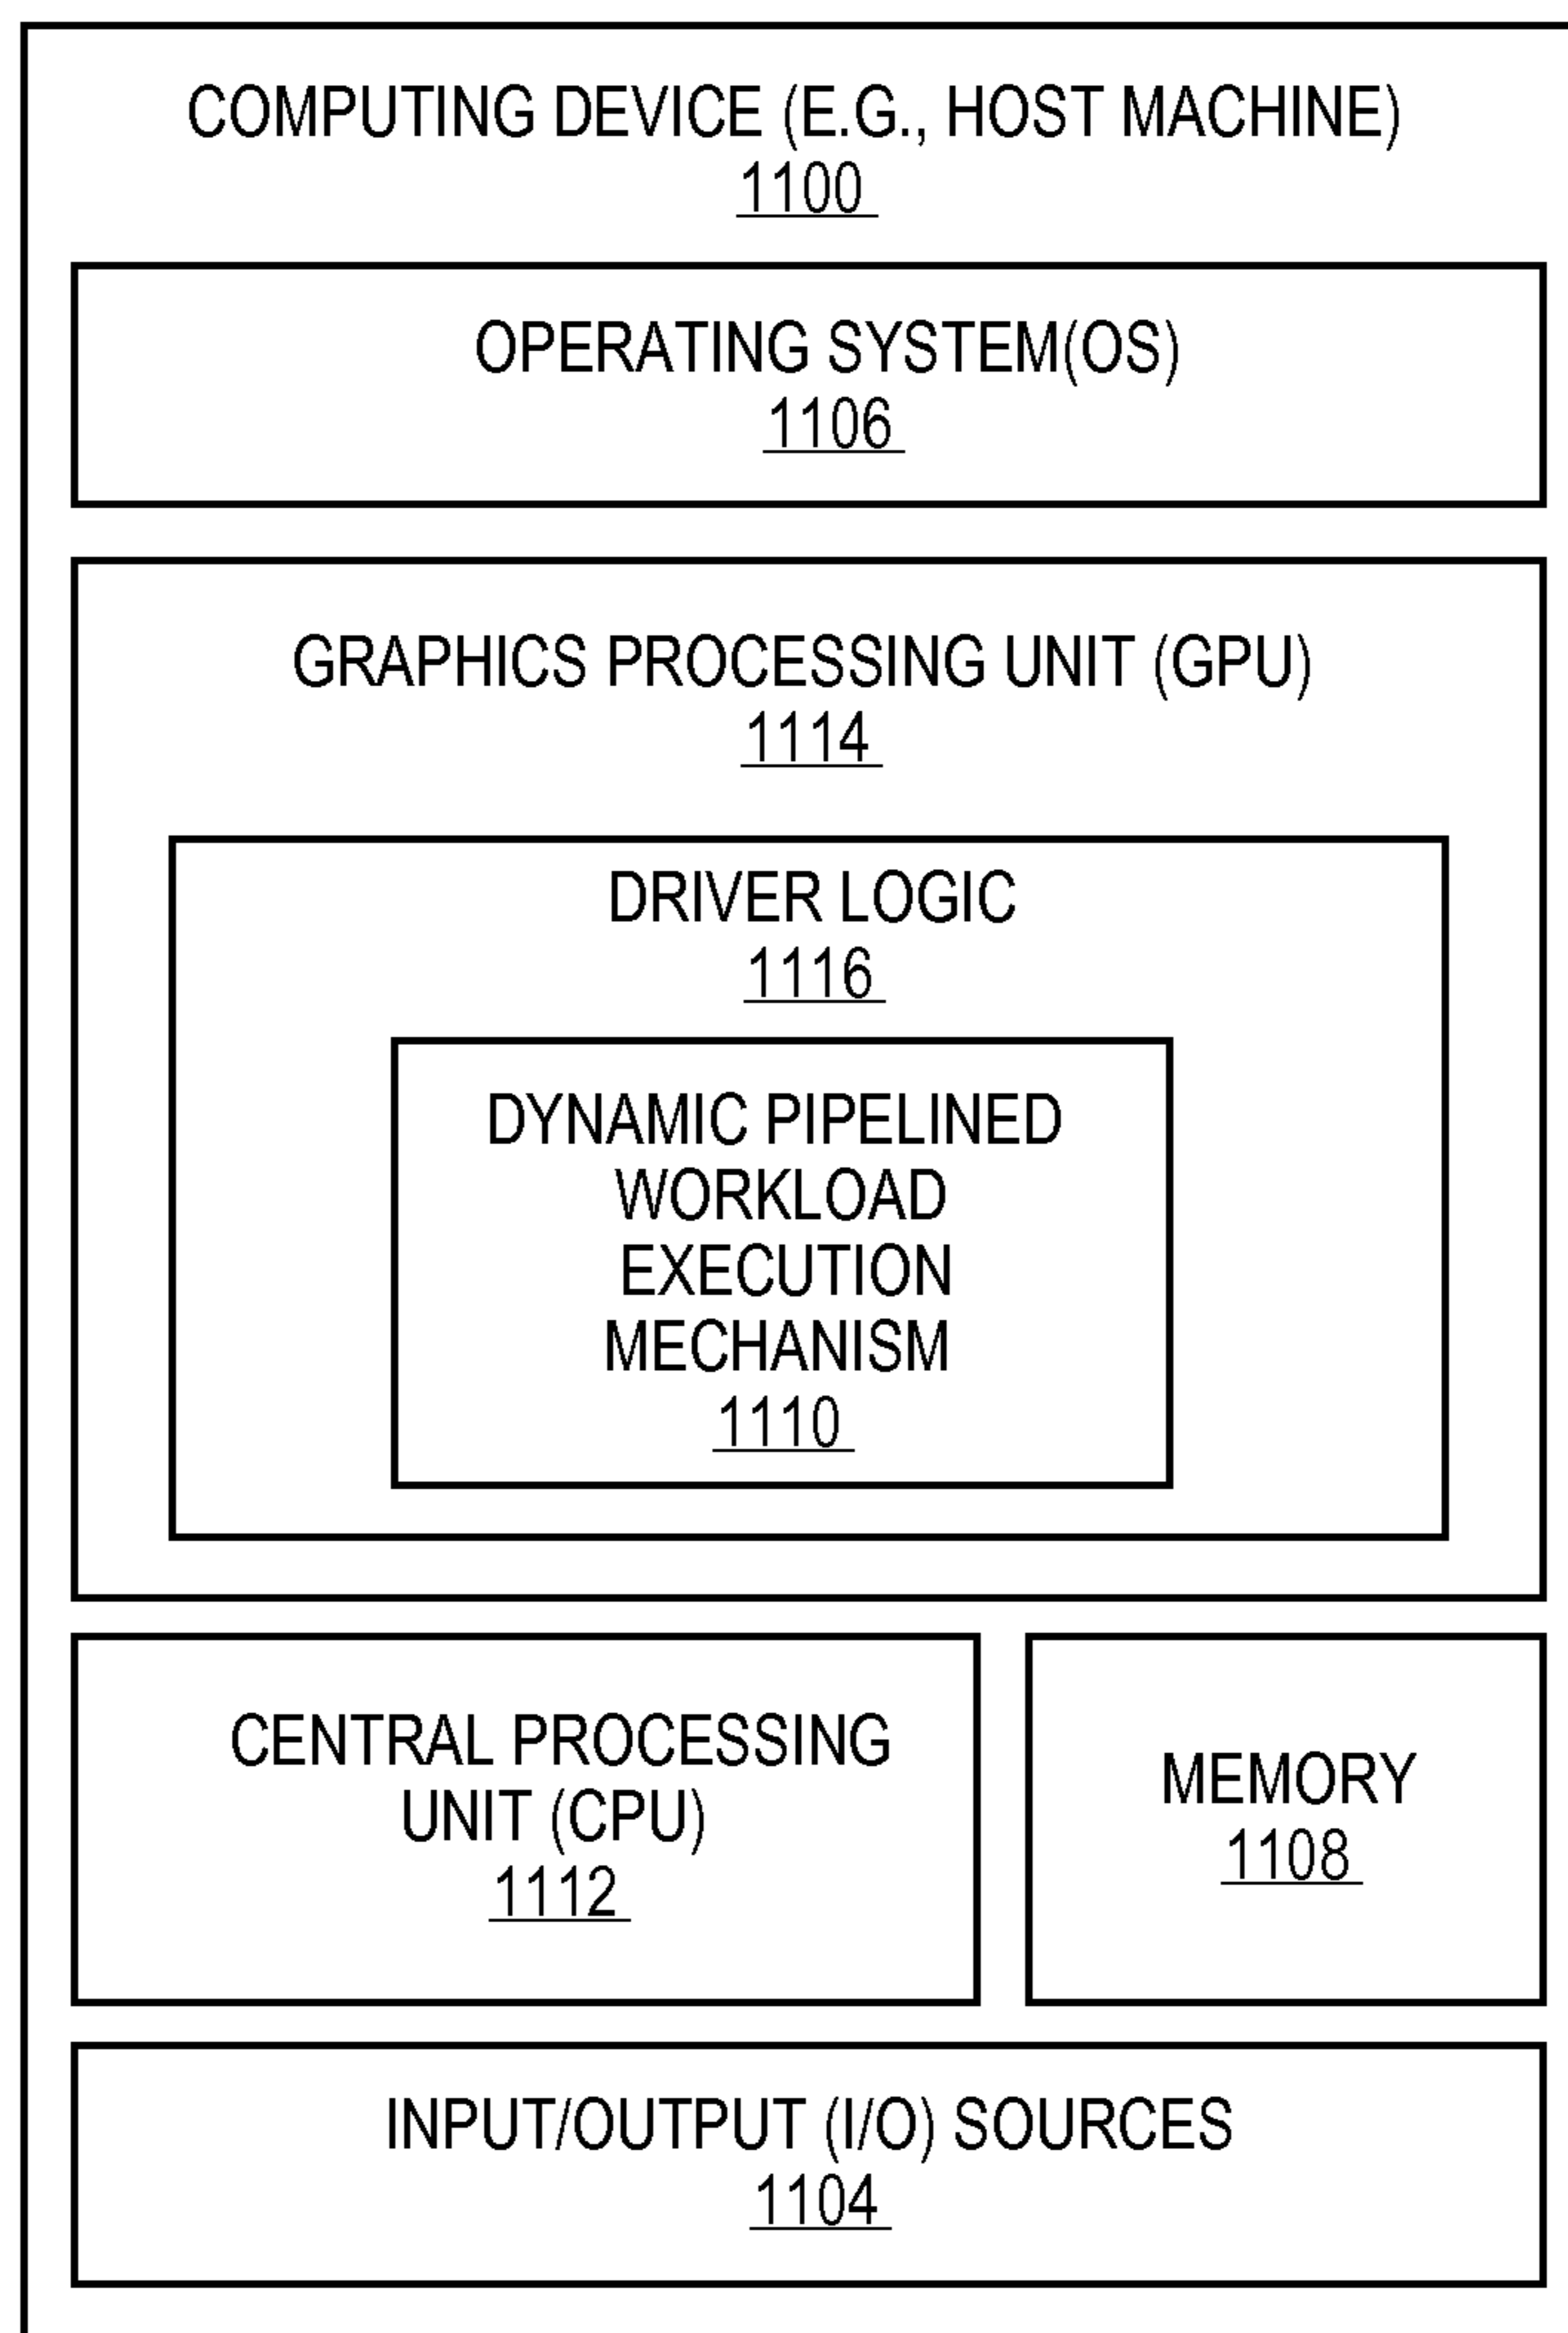 COMPUTING DEVICE (E.G., HOST MACHINE)
1100
OPERATING SYSTEM(OS)
1106
GRAPHICS PROCESSING UNIT (GPU)
1114
DRIVER LOGIC
1116
DYNAMIC PIPELINED
WORKLOAD
EXECUTION
MECHANISM
1110
CENTRAL PROCESSING
UNIT (CPU)
1112
MEMORY
1108
INPUT/OUTPUT (I/O) SOURCES
1104